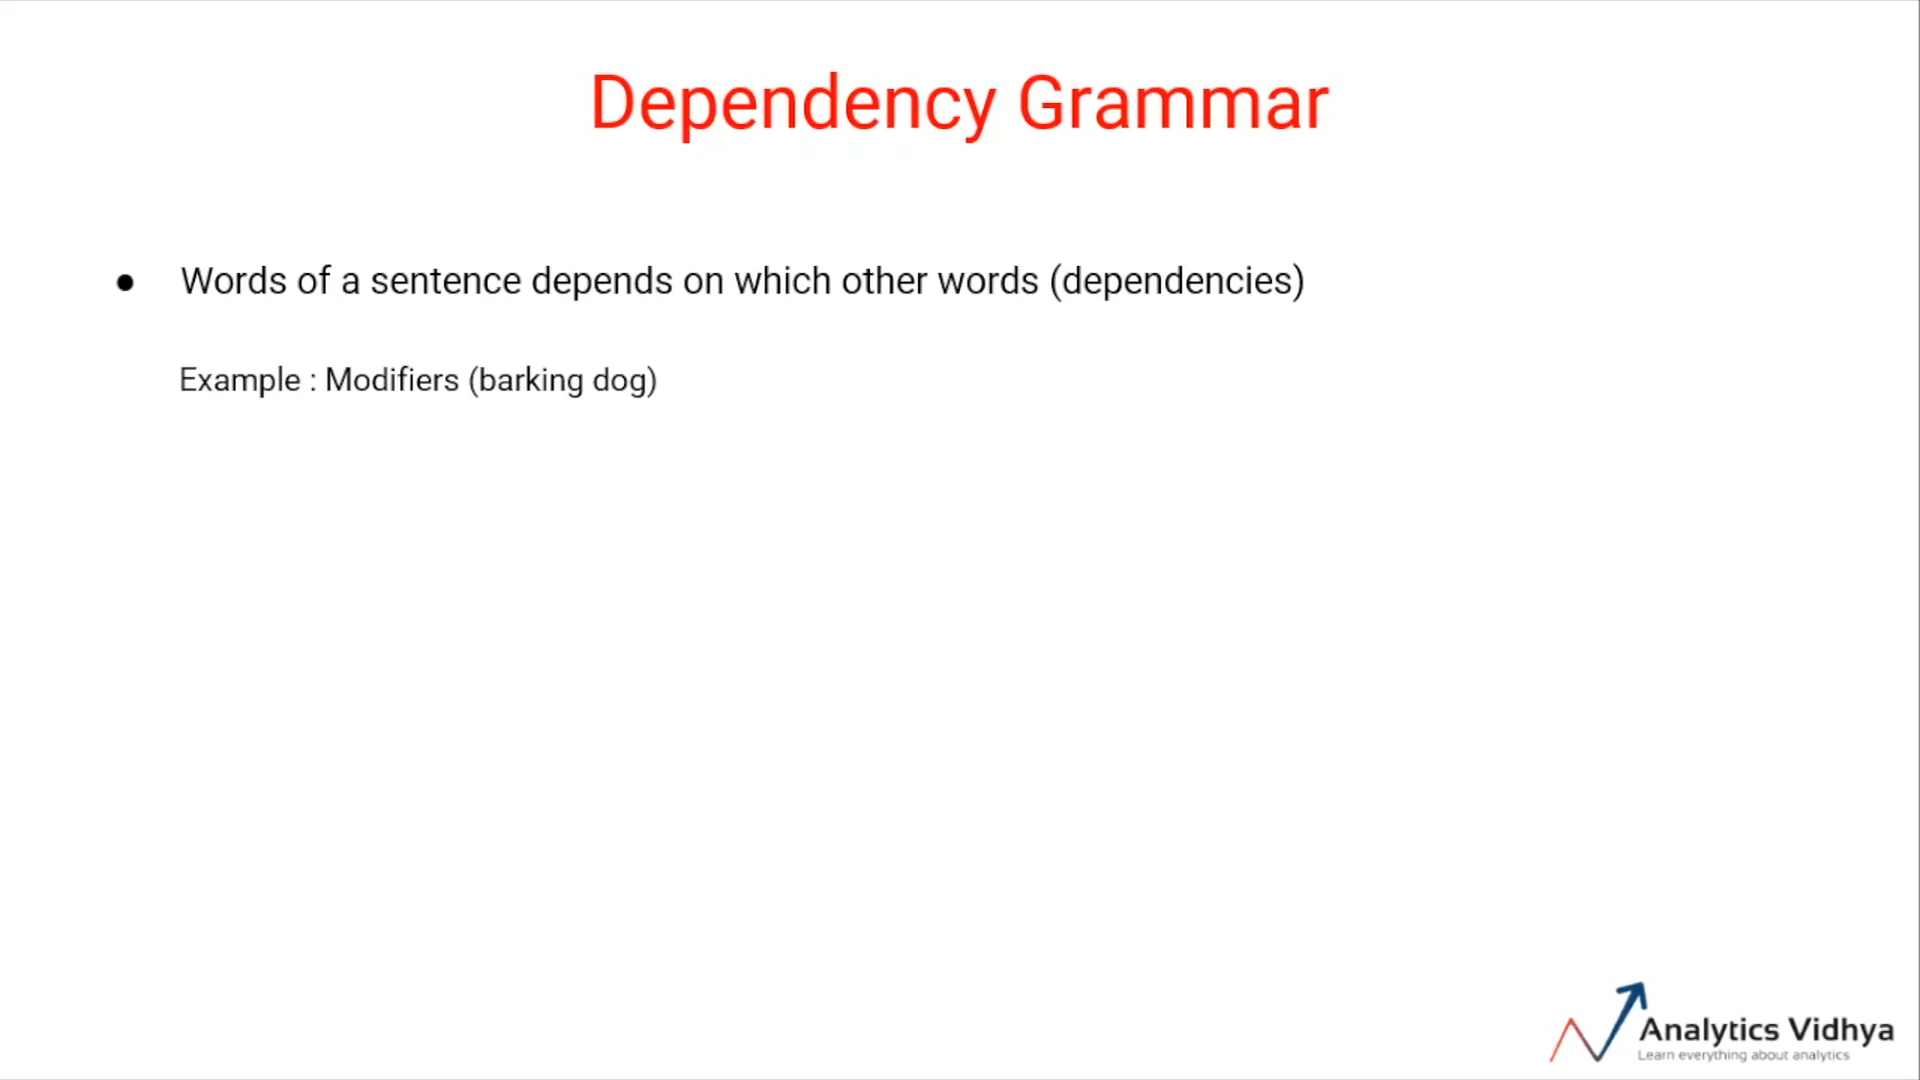 Dependency Grammar
● Words of a sentence depends on which other words (dependencies)
Example : Modifiers (barking dog)
Analytics Vidhya
Learn everything about analytics